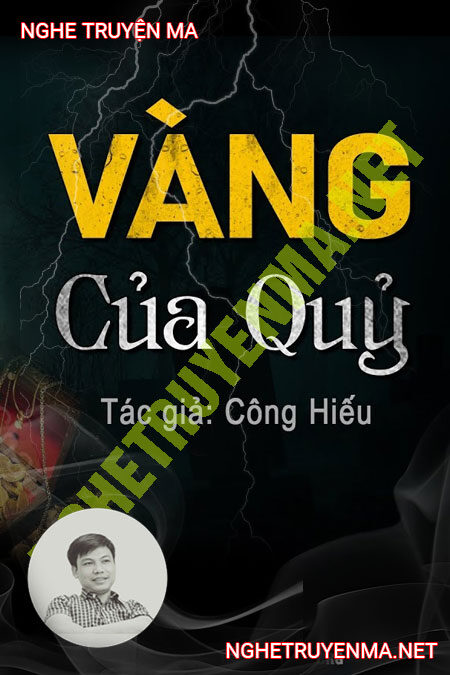 NGHE TRUYỆN MA
VÀNG
Của Quỷ
Tác giả: Công Hiếu
NGHETRUYENMA.NET
NGHETRUYENMA.NET